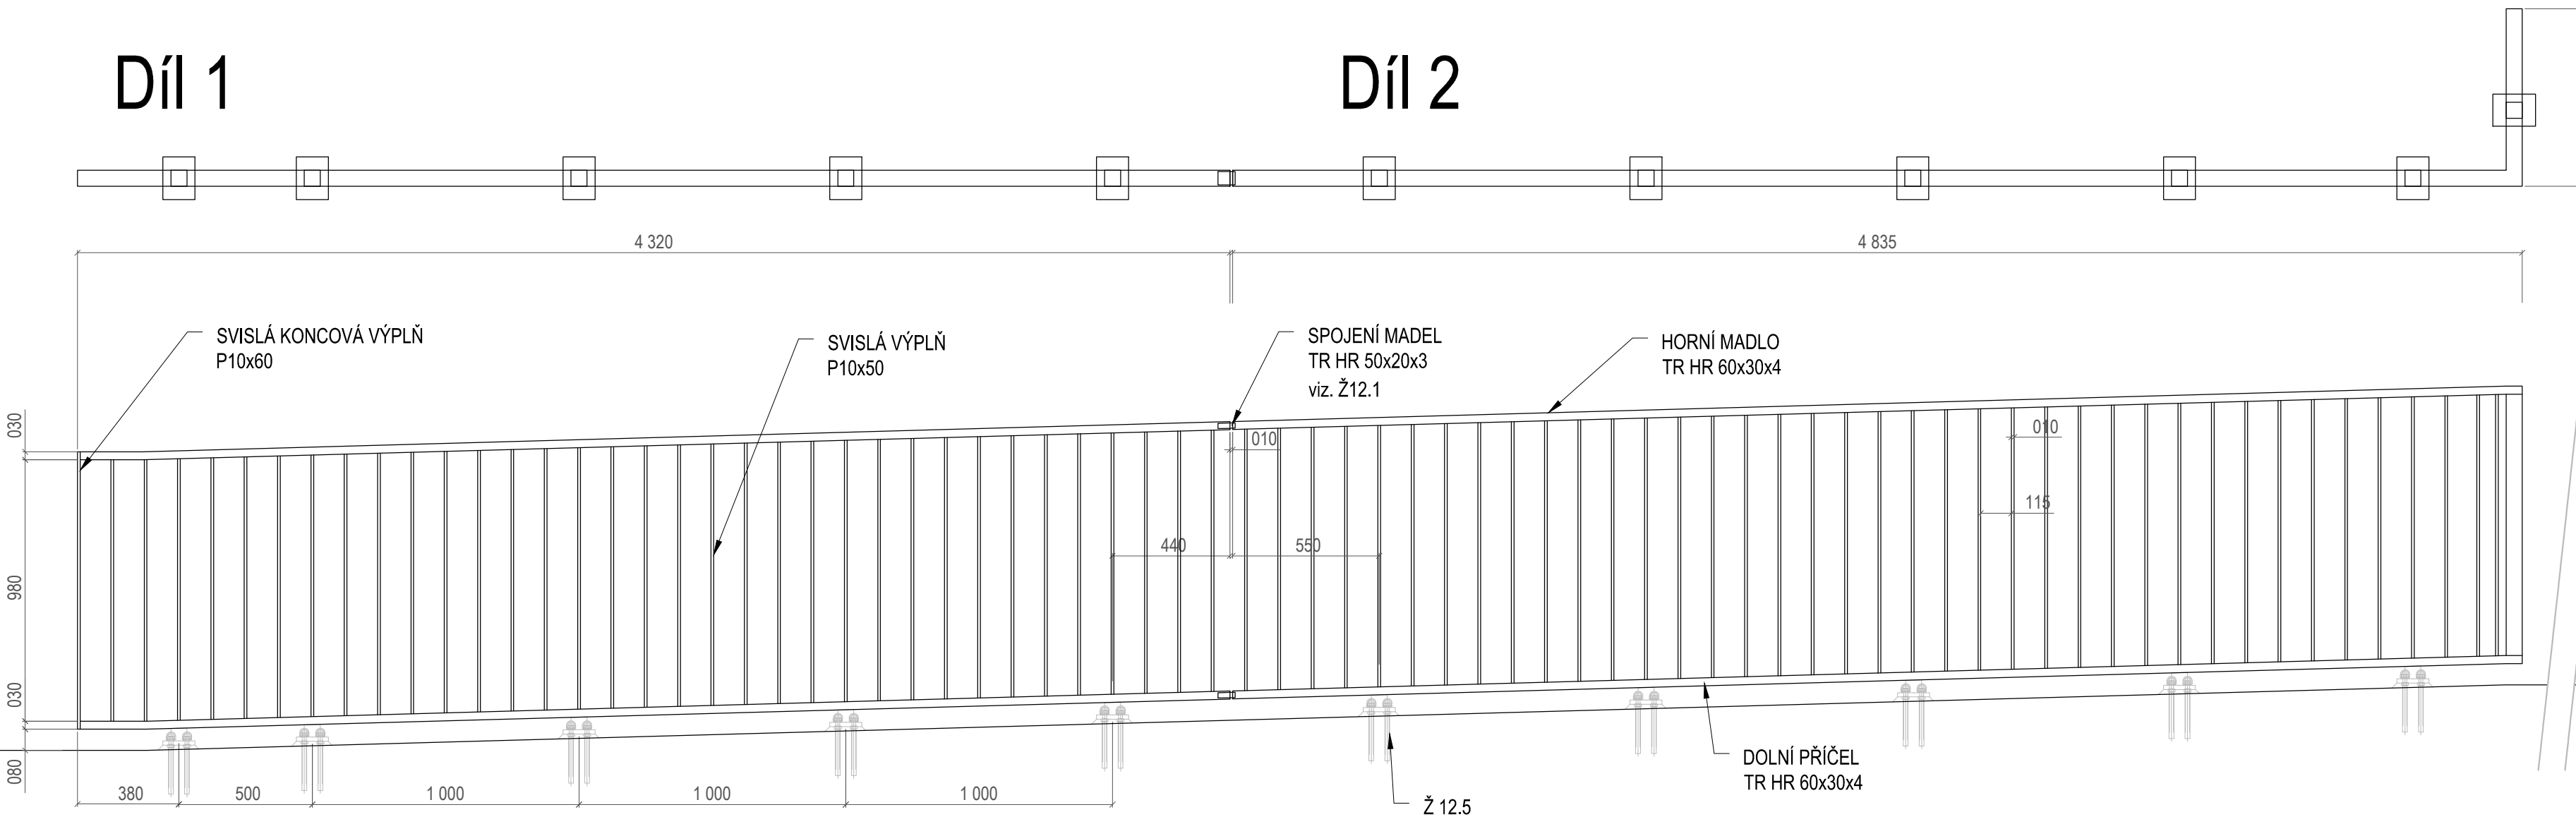 Díl 1
Díl 2
4 320
4 835
SVISLÁ KONCOVÁ VÝPLŇ
P10x60
SVISLÁ VÝPLŇ
P10x50
SPOJENÍ MADEL
TR HR 50x20x3
viz. Ž12.1
HORNÍ MADLO
TR HR 60x30x4
030
010
010
115
440
550
980
030
080
380
500
1 000
1 000
1 000
DOLNÍ PŘÍČEL
TR HR 60x30x4
Ž 12.5